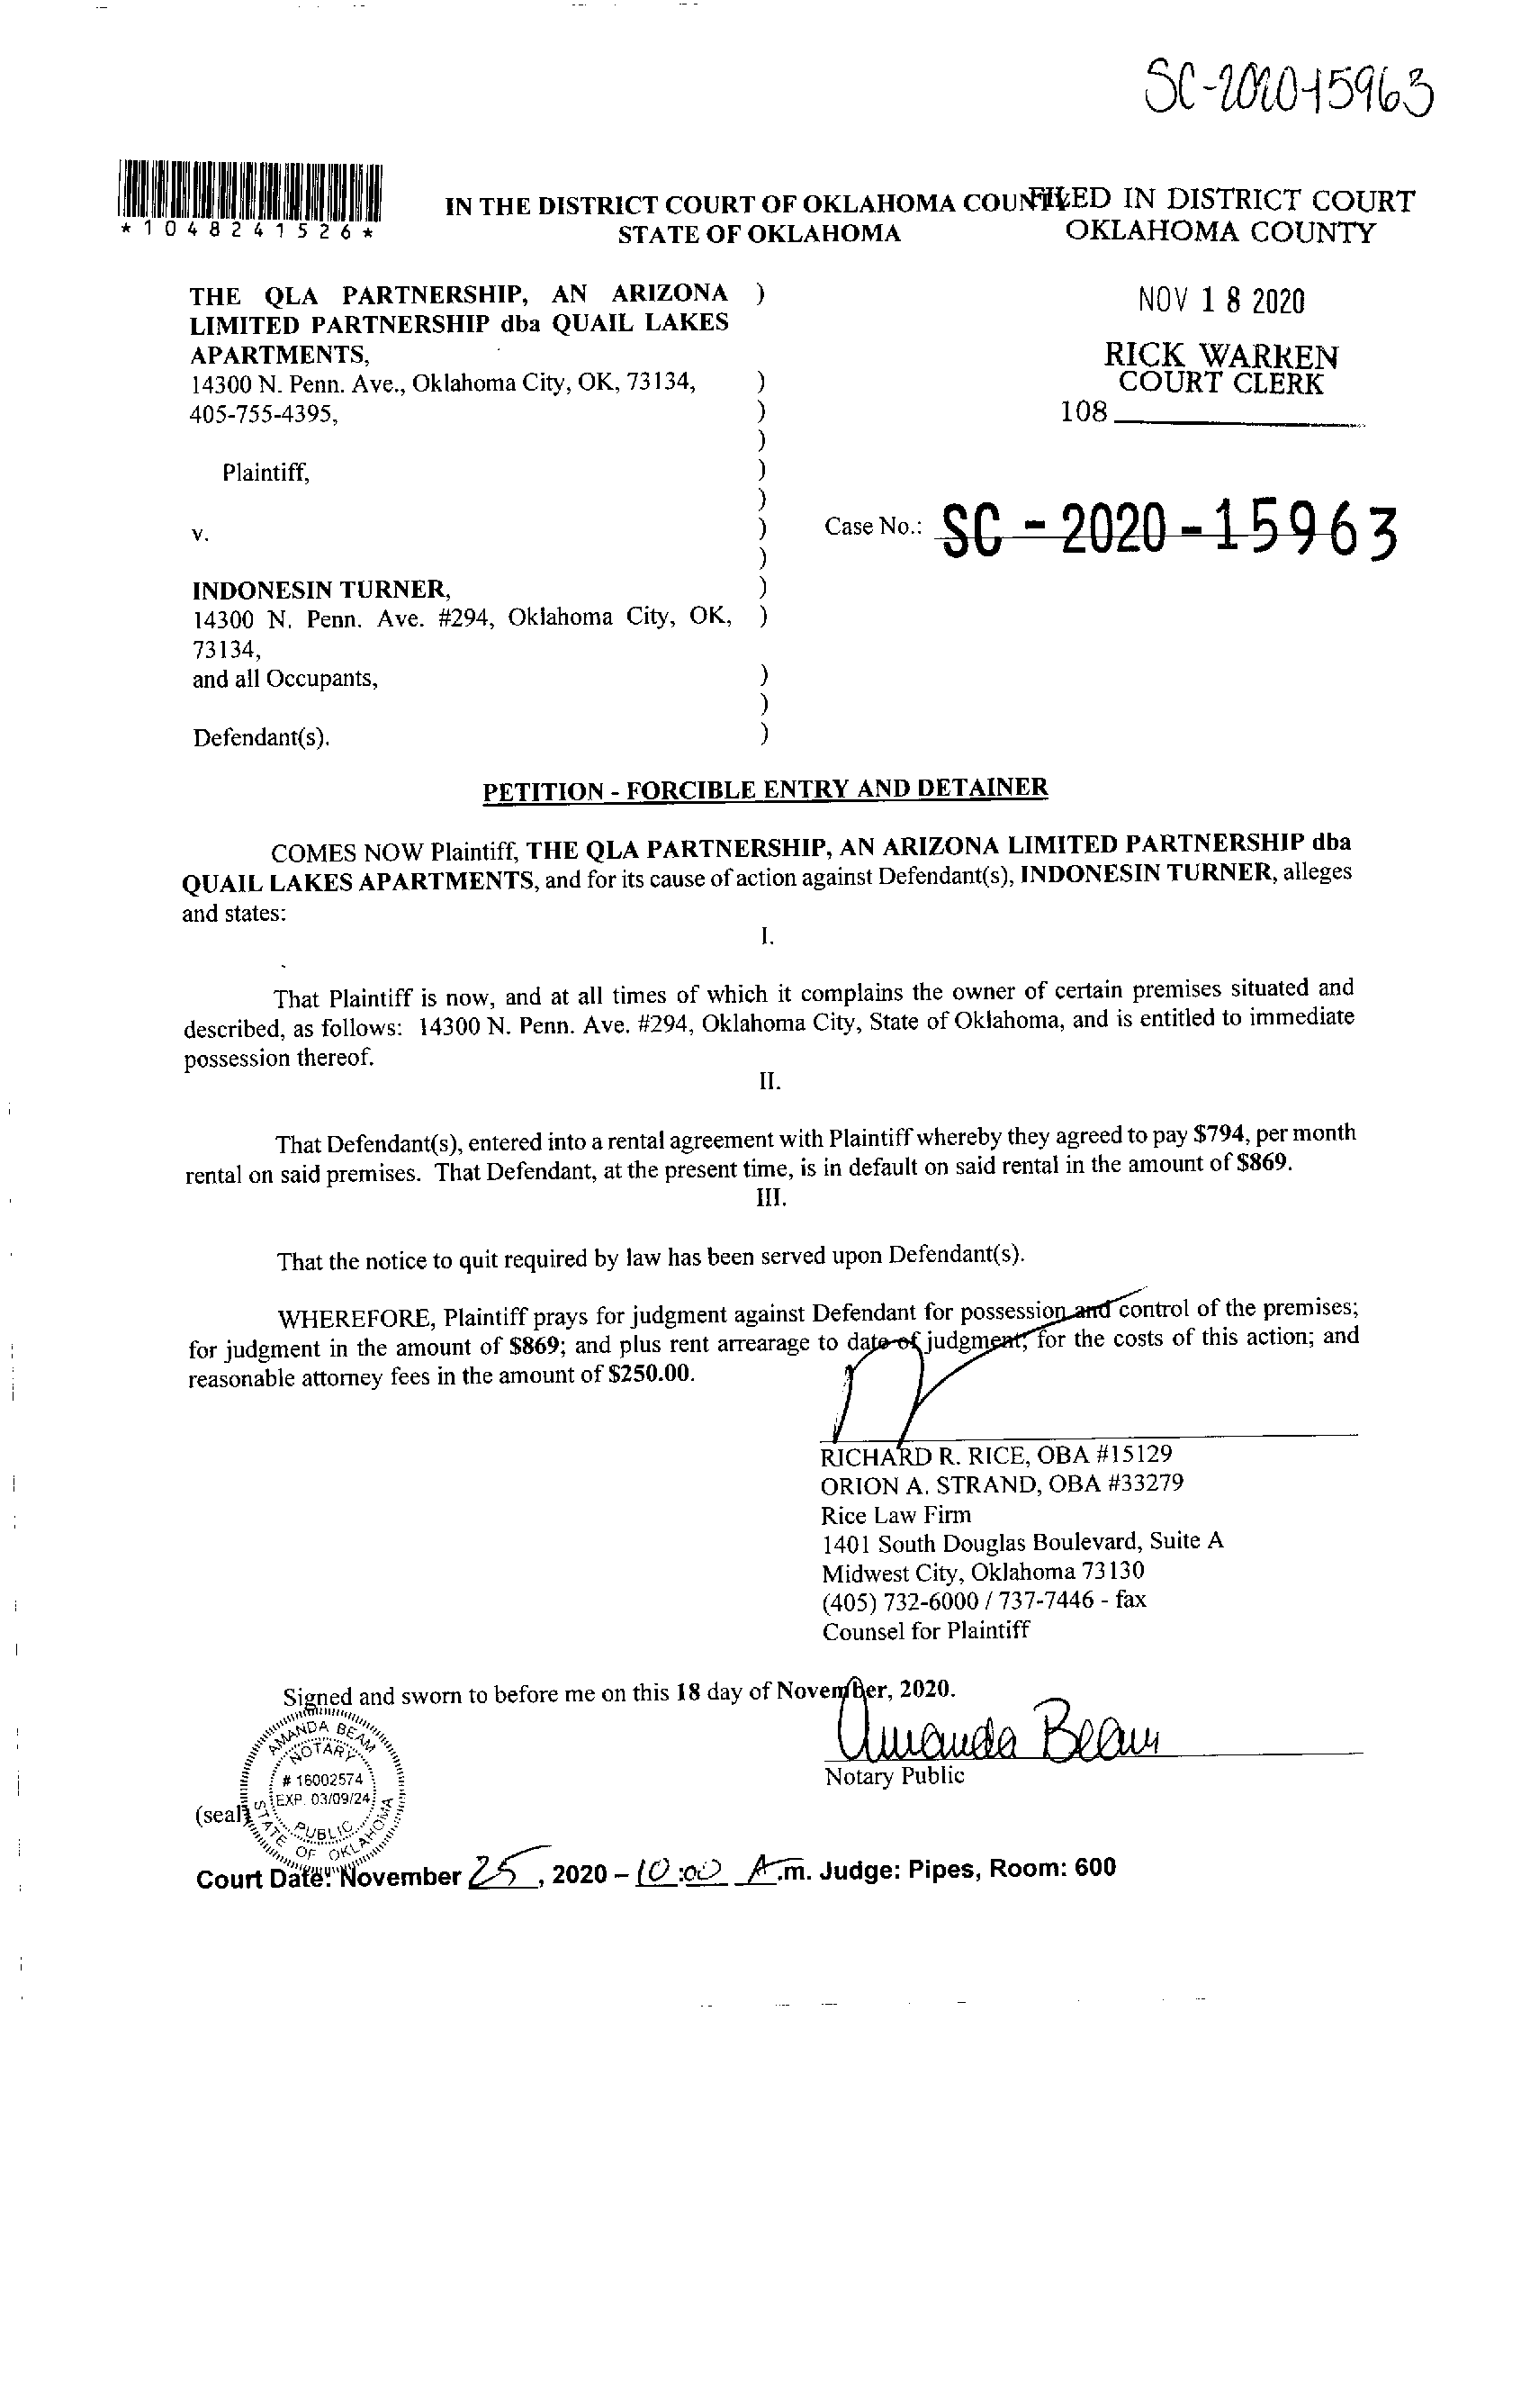 SC-2020-15963
*1048241526*
IN THE DISTRICT COURT OF OKLAHOMA COUNTY
STATE OF OKLAHOMA
FILED IN DISTRICT COURT
OKLAHOMA COUNTY
NOV 18 2020
RICK WARREN
COURT CLERK
108
THE QLA PARTNERSHIP, AN ARIZONA )
LIMITED PARTNERSHIP dba QUAIL LAKES
APARTMENTS,
14300 N. Penn. Ave., Oklahoma City, OK, 73134, )
405-755-4395, )
)
Plaintiff, )
)
v. )
)
Case No.: SC - 2020 - 15963
INDONESIN TURNER, )
14300 N. Penn. Ave. #294, Oklahoma City, OK, )
73134,
and all Occupants, )
)
Defendant(s). )
PETITION - FORCIBLE ENTRY AND DETAINER
COMES NOW Plaintiff, THE QLA PARTNERSHIP, AN ARIZONA LIMITED PARTNERSHIP dba
QUAIL LAKES APARTMENTS, and for its cause of action against Defendant(s), INDONESIN TURNER, alleges
and states:
I.
That Plaintiff is now, and at all times of which it complains the owner of certain premises situated and
described, as follows: 14300 N. Penn. Ave. #294, Oklahoma City, State of Oklahoma, and is entitled to immediate
possession thereof.
II.
That Defendant(s), entered into a rental agreement with Plaintiff whereby they agreed to pay $794, per month
rental on said premises. That Defendant, at the present time, is in default on said rental in the amount of $869.
III.
That the notice to quit required by law has been served upon Defendant(s).
WHEREFORE, Plaintiff prays for judgment against Defendant for possession and control of the premises;
for judgment in the amount of $869; and plus rent arrearage to date of judgment; for the costs of this action; and
reasonable attorney fees in the amount of $250.00.
RICHARD R. RICE, OBA #15129
ORION A. STRAND, OBA #33279
Rice Law Firm
1401 South Douglas Boulevard, Suite A
Midwest City, Oklahoma 73130
(405) 732-6000 / 737-7446 - fax
Counsel for Plaintiff
Signed and sworn to before me on this 18 day of November, 2020.
Amanda Beam
Notary Public
(seal)
AMANDA BEAM
NOTARY
# 16002574
EXP. 03/09/24
PUBLIC
STATE OF OKLAHOMA
Court Date: November 25, 2020 – 10:00 A.m. Judge: Pipes, Room: 600